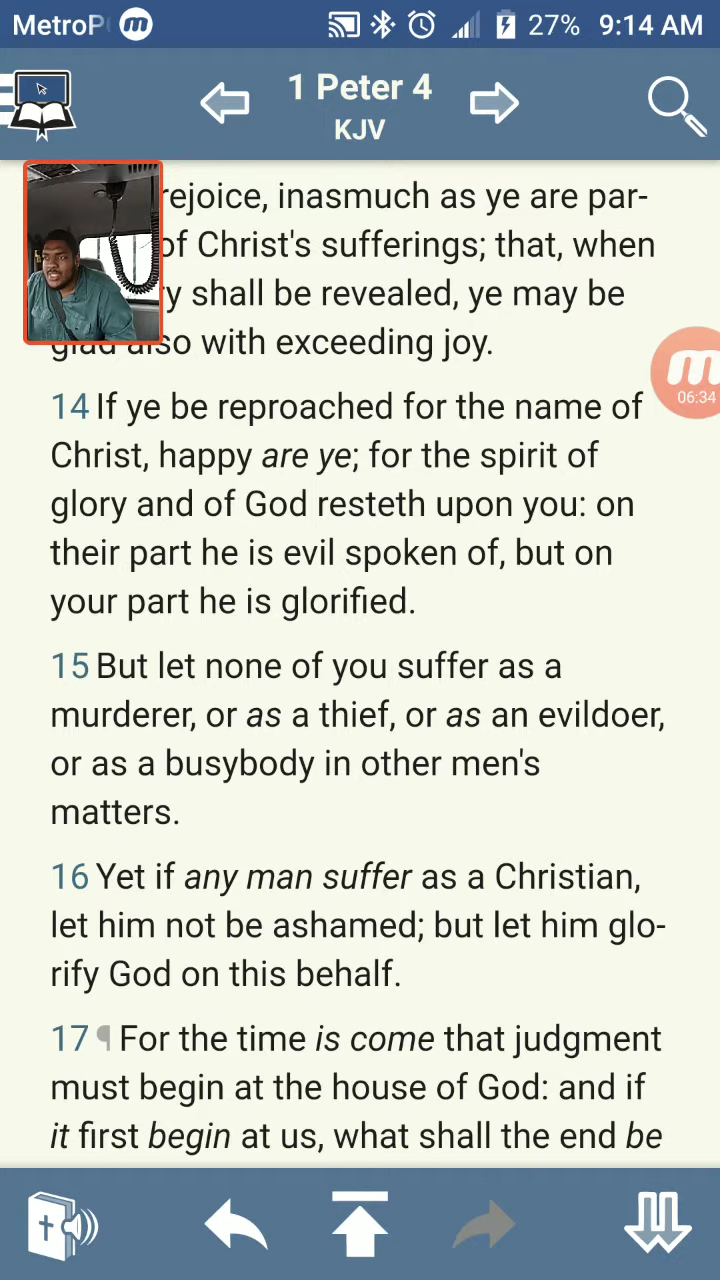 MetroP
27% 9:14 AM
1 Peter 4
KJV
rejoice, inasmuch as ye are par-
of Christ's sufferings; that, when
y shall be revealed, ye may be
glad also with exceeding joy.
06:34
14 If ye be reproached for the name of
Christ, happy are ye; for the spirit of
glory and of God resteth upon you: on
their part he is evil spoken of, but on
your part he is glorified.
15 But let none of you suffer as a
murderer, or as a thief, or as an evildoer,
or as a busybody in other men's
matters.
16 Yet if any man suffer as a Christian,
let him not be ashamed; but let him glo-
rify God on this behalf.
17 ¶ For the time is come that judgment
must begin at the house of God: and if
it first begin at us, what shall the end be